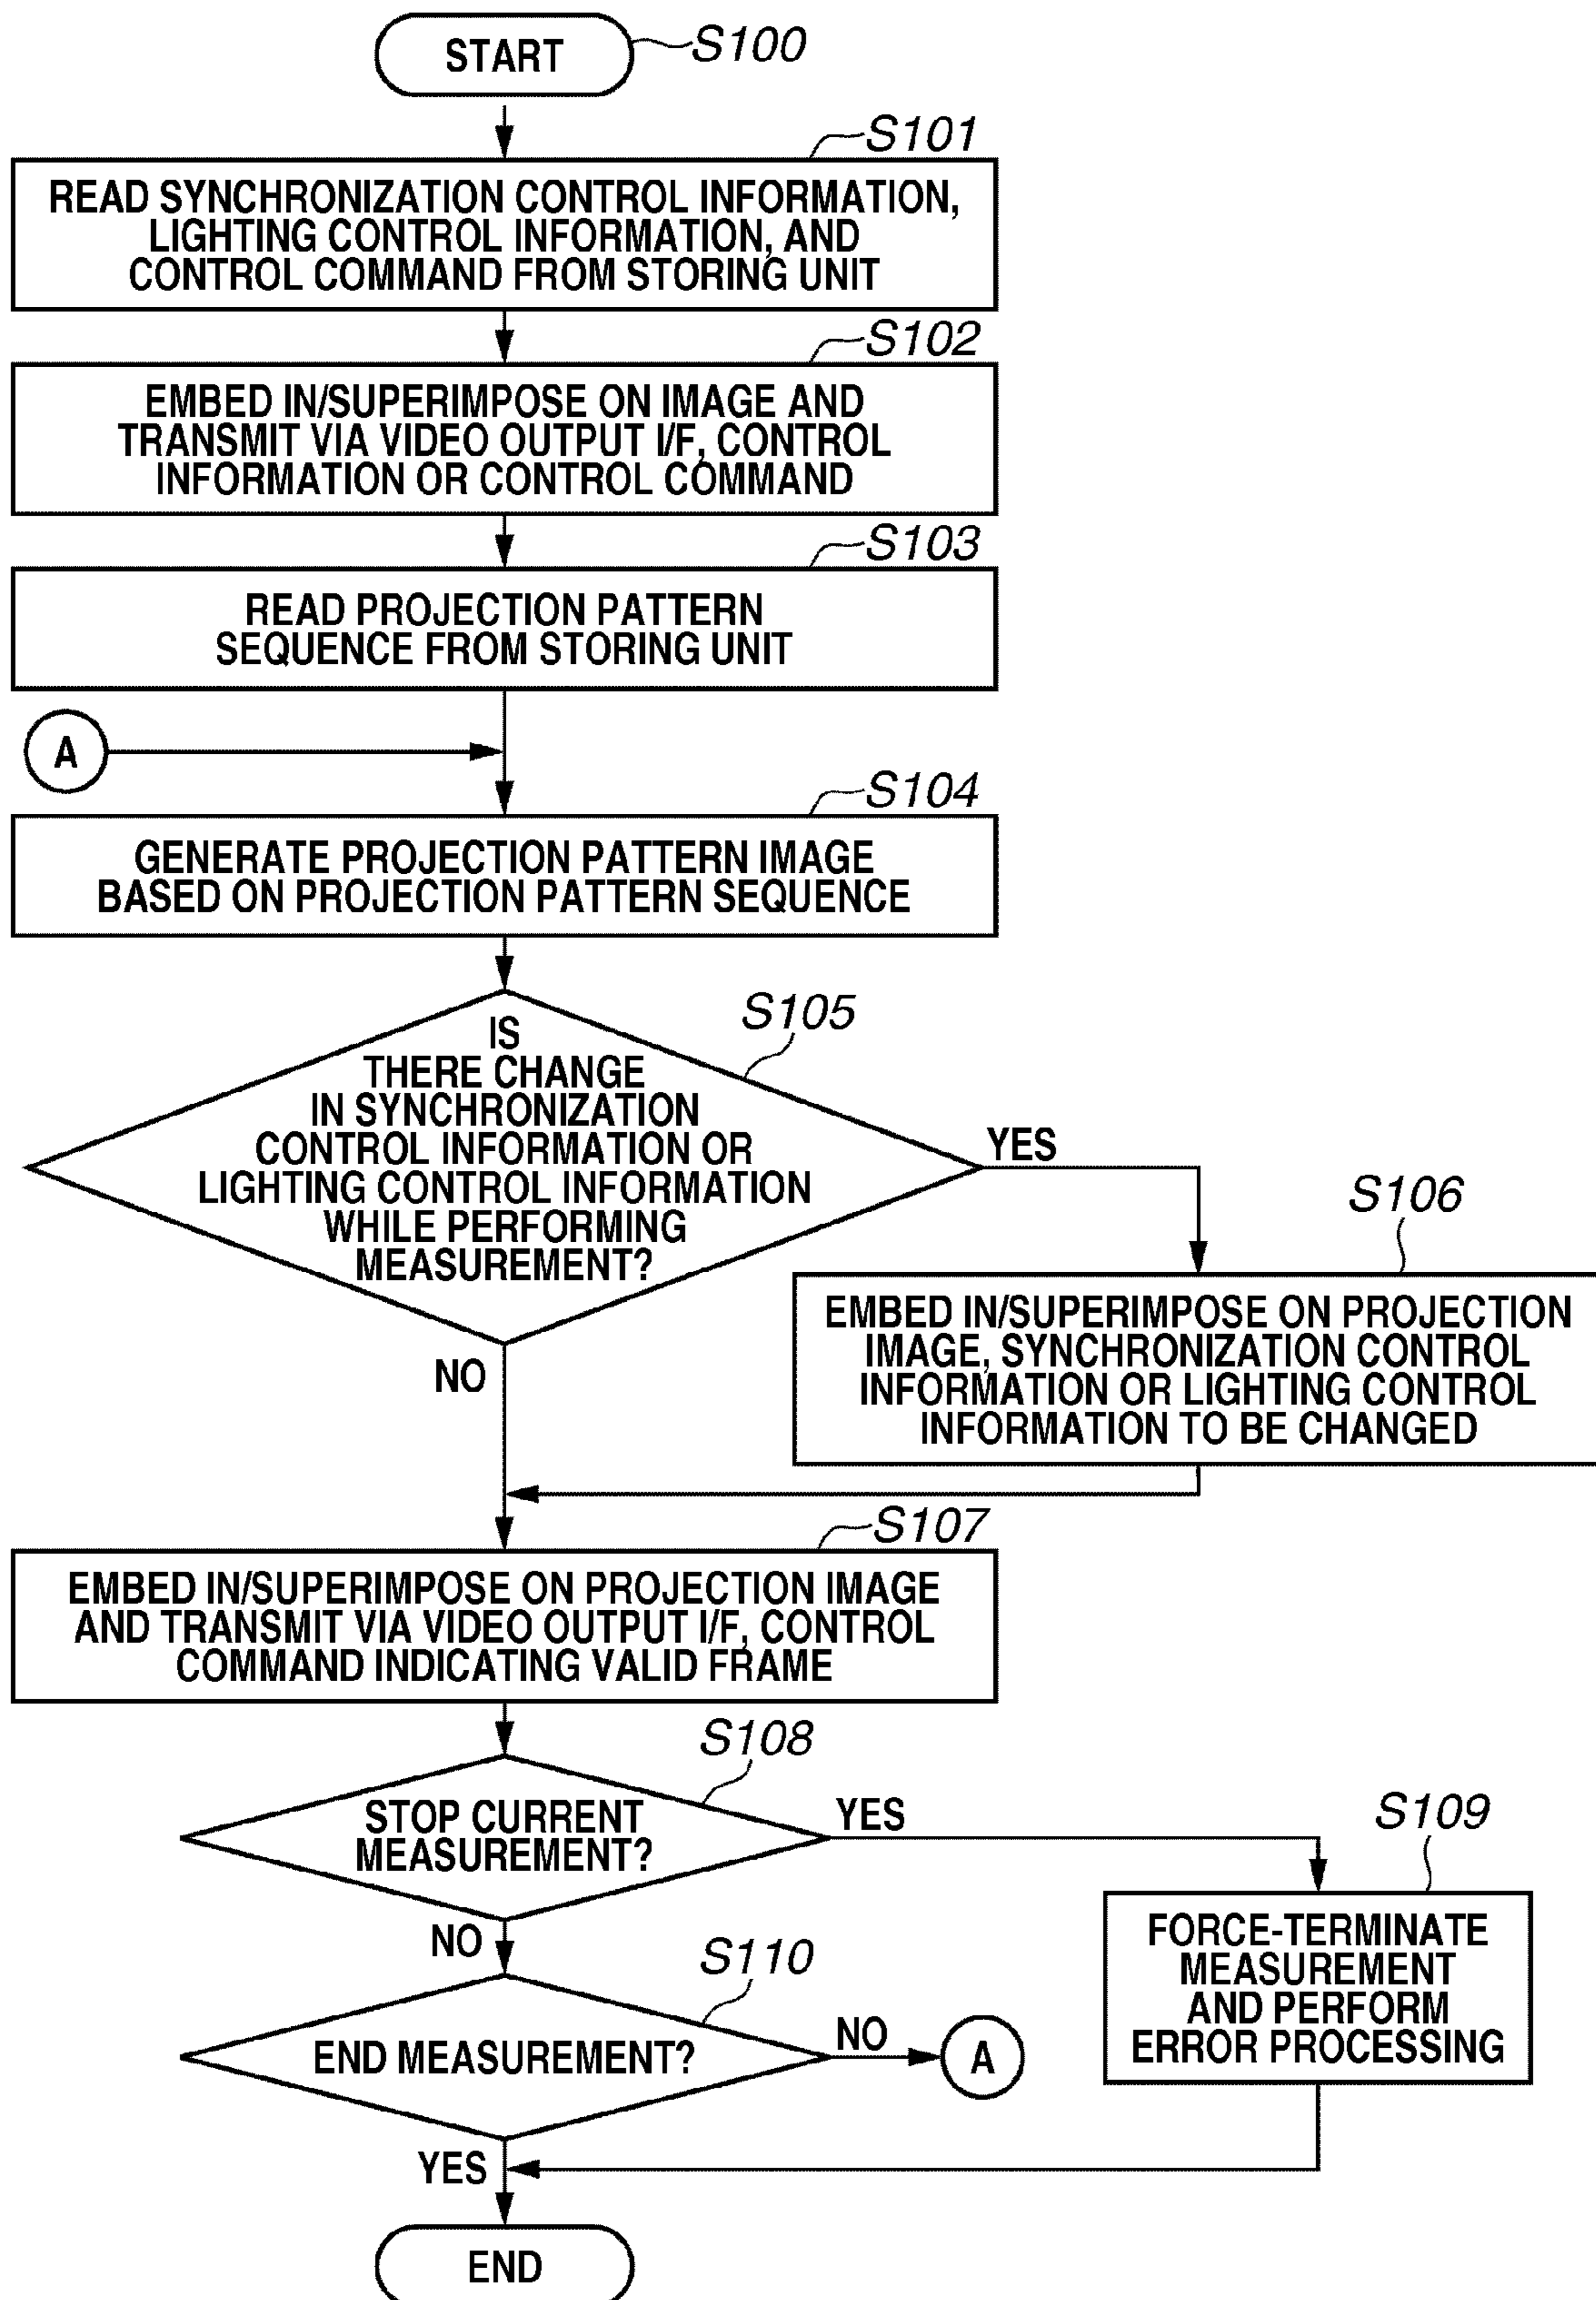 START
S100
S101
READ SYNCHRONIZATION CONTROL INFORMATION,
LIGHTING CONTROL INFORMATION, AND
CONTROL COMMAND FROM STORING UNIT
S102
EMBED IN/SUPERIMPOSE ON IMAGE AND
TRANSMIT VIA VIDEO OUTPUT I/F, CONTROL
INFORMATION OR CONTROL COMMAND
S103
READ PROJECTION PATTERN
SEQUENCE FROM STORING UNIT
A
S104
GENERATE PROJECTION PATTERN IMAGE
BASED ON PROJECTION PATTERN SEQUENCE
S105
IS
THERE CHANGE
IN SYNCHRONIZATION
CONTROL INFORMATION OR
LIGHTING CONTROL INFORMATION
WHILE PERFORMING
MEASUREMENT?
YES
NO
S106
EMBED IN/SUPERIMPOSE ON PROJECTION
IMAGE, SYNCHRONIZATION CONTROL
INFORMATION OR LIGHTING CONTROL
INFORMATION TO BE CHANGED
S107
EMBED IN/SUPERIMPOSE ON PROJECTION IMAGE
AND TRANSMIT VIA VIDEO OUTPUT I/F, CONTROL
COMMAND INDICATING VALID FRAME
S108
STOP CURRENT
MEASUREMENT?
YES
NO
S109
FORCE-TERMINATE
MEASUREMENT
AND PERFORM
ERROR PROCESSING
S110
END MEASUREMENT?
NO
A
YES
END